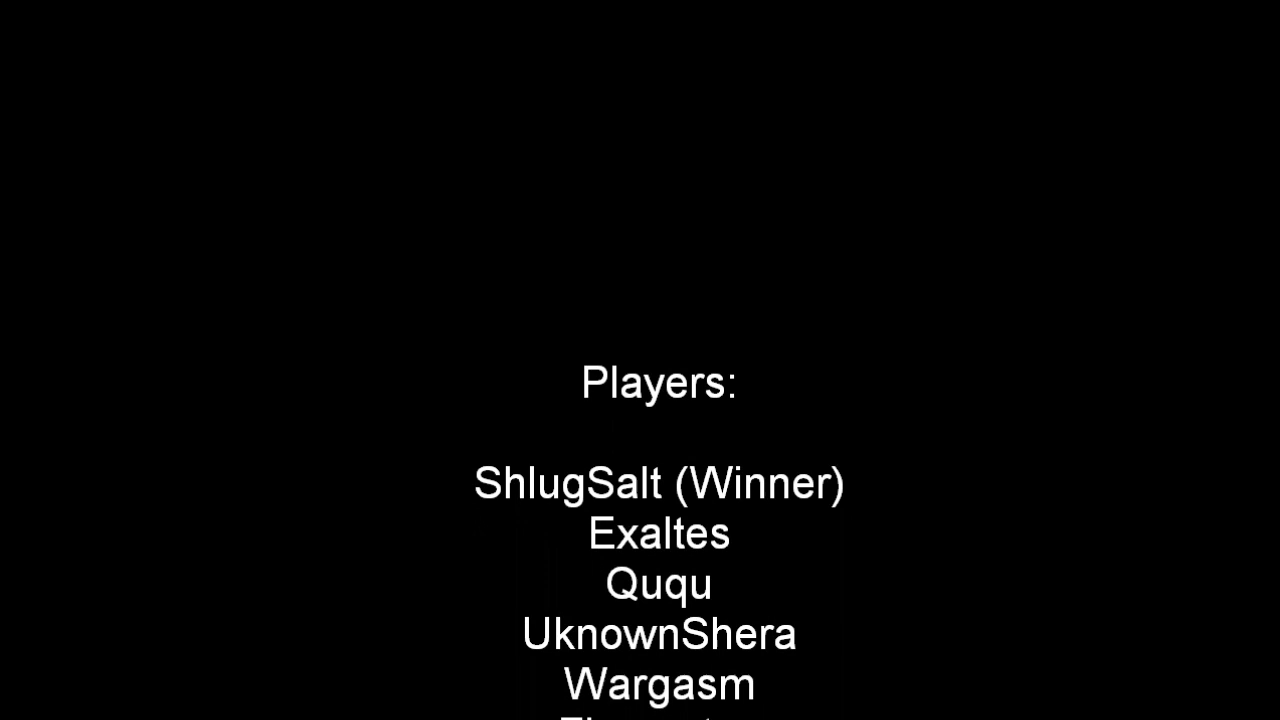 Players:
ShlugSalt (Winner)
Exaltes
Ququ
UknownShera
Wargasm